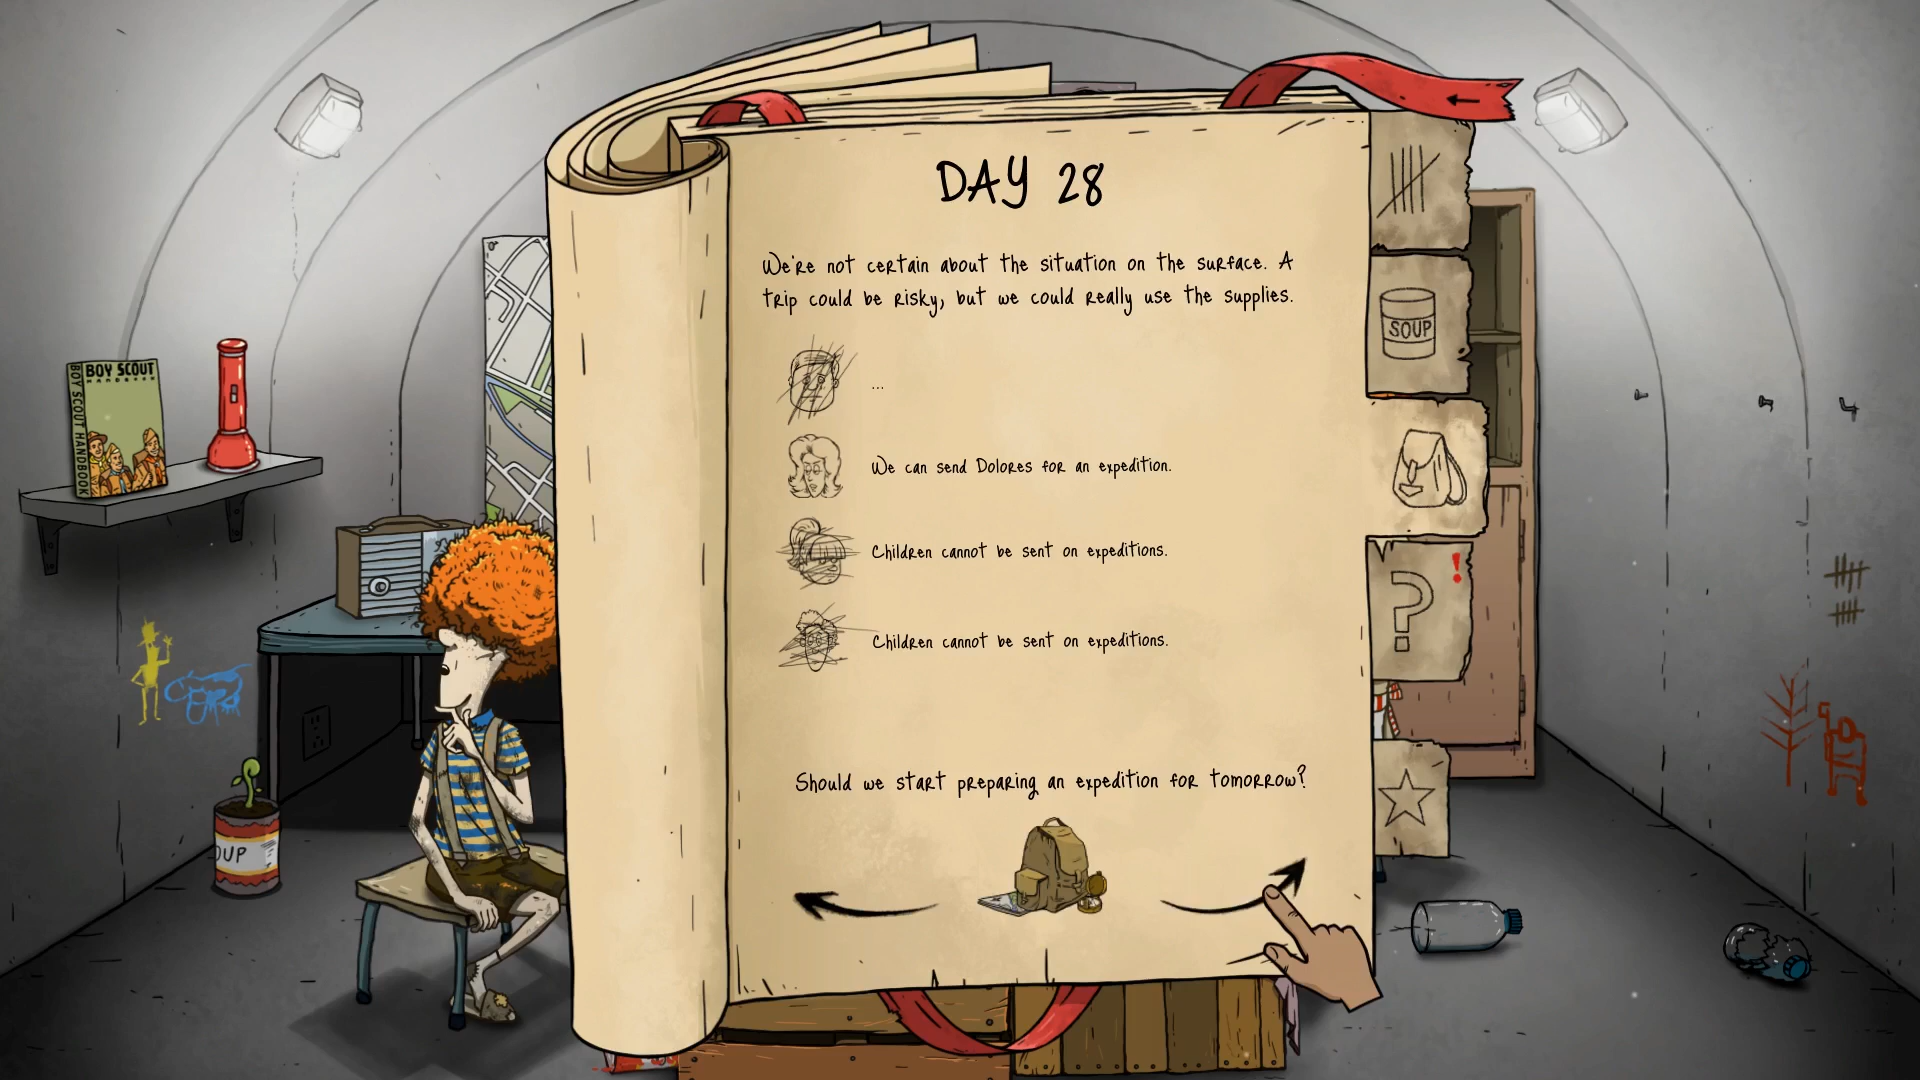 DAY 28
We're not certain about the situation on the surface. A
trip could be risky, but we could really use the supplies.
...
We can send Dolores for an expedition.
Children cannot be sent on expeditions.
Children cannot be sent on expeditions.
Should we start preparing an expedition for tomorrow?
SOUP
?
!
BOY SCOUT
HANDBOOK
BOY SCOUT HANDBOOK
OUP